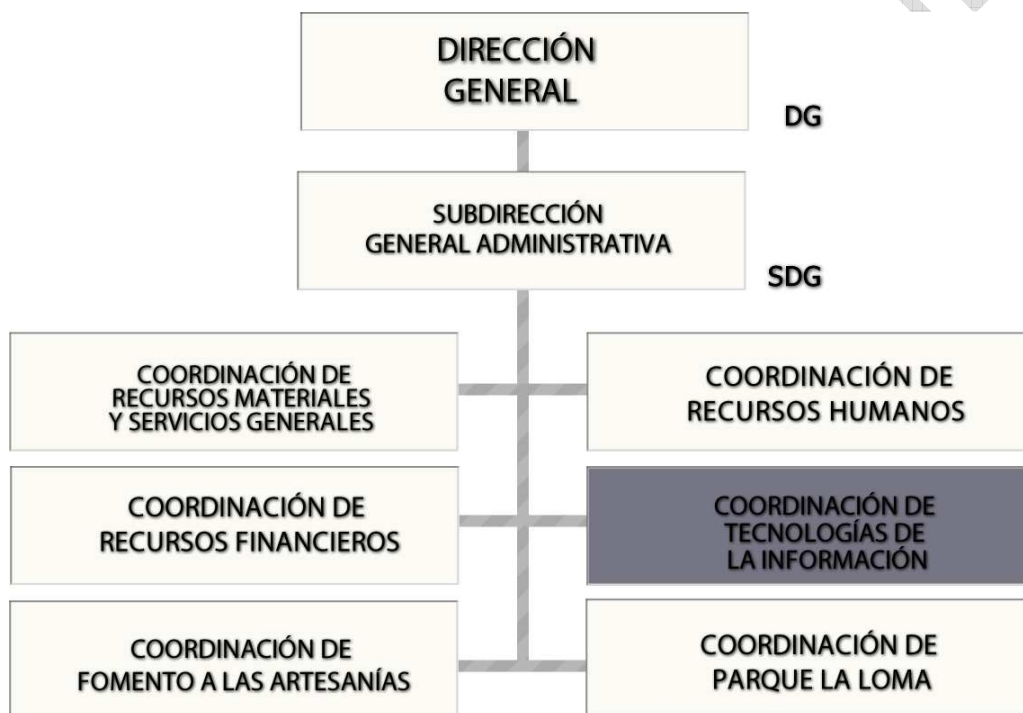 DIRECCIÓN
GENERAL
DG
SUBDIRECCIÓN
GENERAL ADMINISTRATIVA
SDG
COORDINACIÓN DE
RECURSOS MATERIALES
Y SERVICIOS GENERALES
COORDINACIÓN DE
RECURSOS HUMANOS
COORDINACIÓN DE
RECURSOS FINANCIEROS
COORDINACIÓN DE
TECNOLOGÍAS DE
LA INFORMACIÓN
COORDINACIÓN DE
FOMENTO A LAS ARTESANÍAS
COORDINACIÓN DE
PARQUE LA LOMA